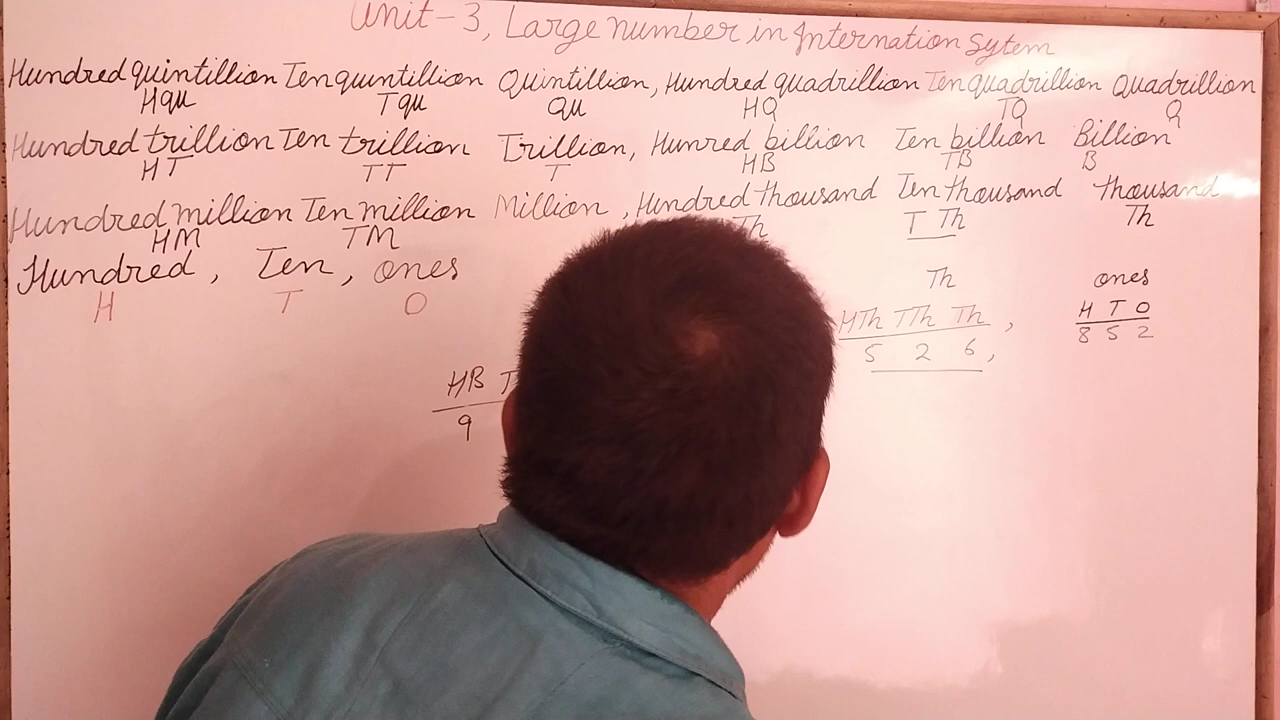 Unit-3, Large number in Internation Sytem
Hundred quintillion Ten quintillion Quintillion, Hundred quadrillion Ten quadrillion Quadrillion
Hqu Tqu Qu HQ TQ Q
Hundred trillion Ten trillion Trillion, Hunred billion Ten billion Billion
HT TT T HB TB B
Hundred million Ten million Million, Hundred thousand Ten thousand thousand
HM TM Th T Th Th
Hundred, Ten, ones
H T O
Th ones
HTh TTh Th, H T O
5 2 6, 8 5 2
HB T
9